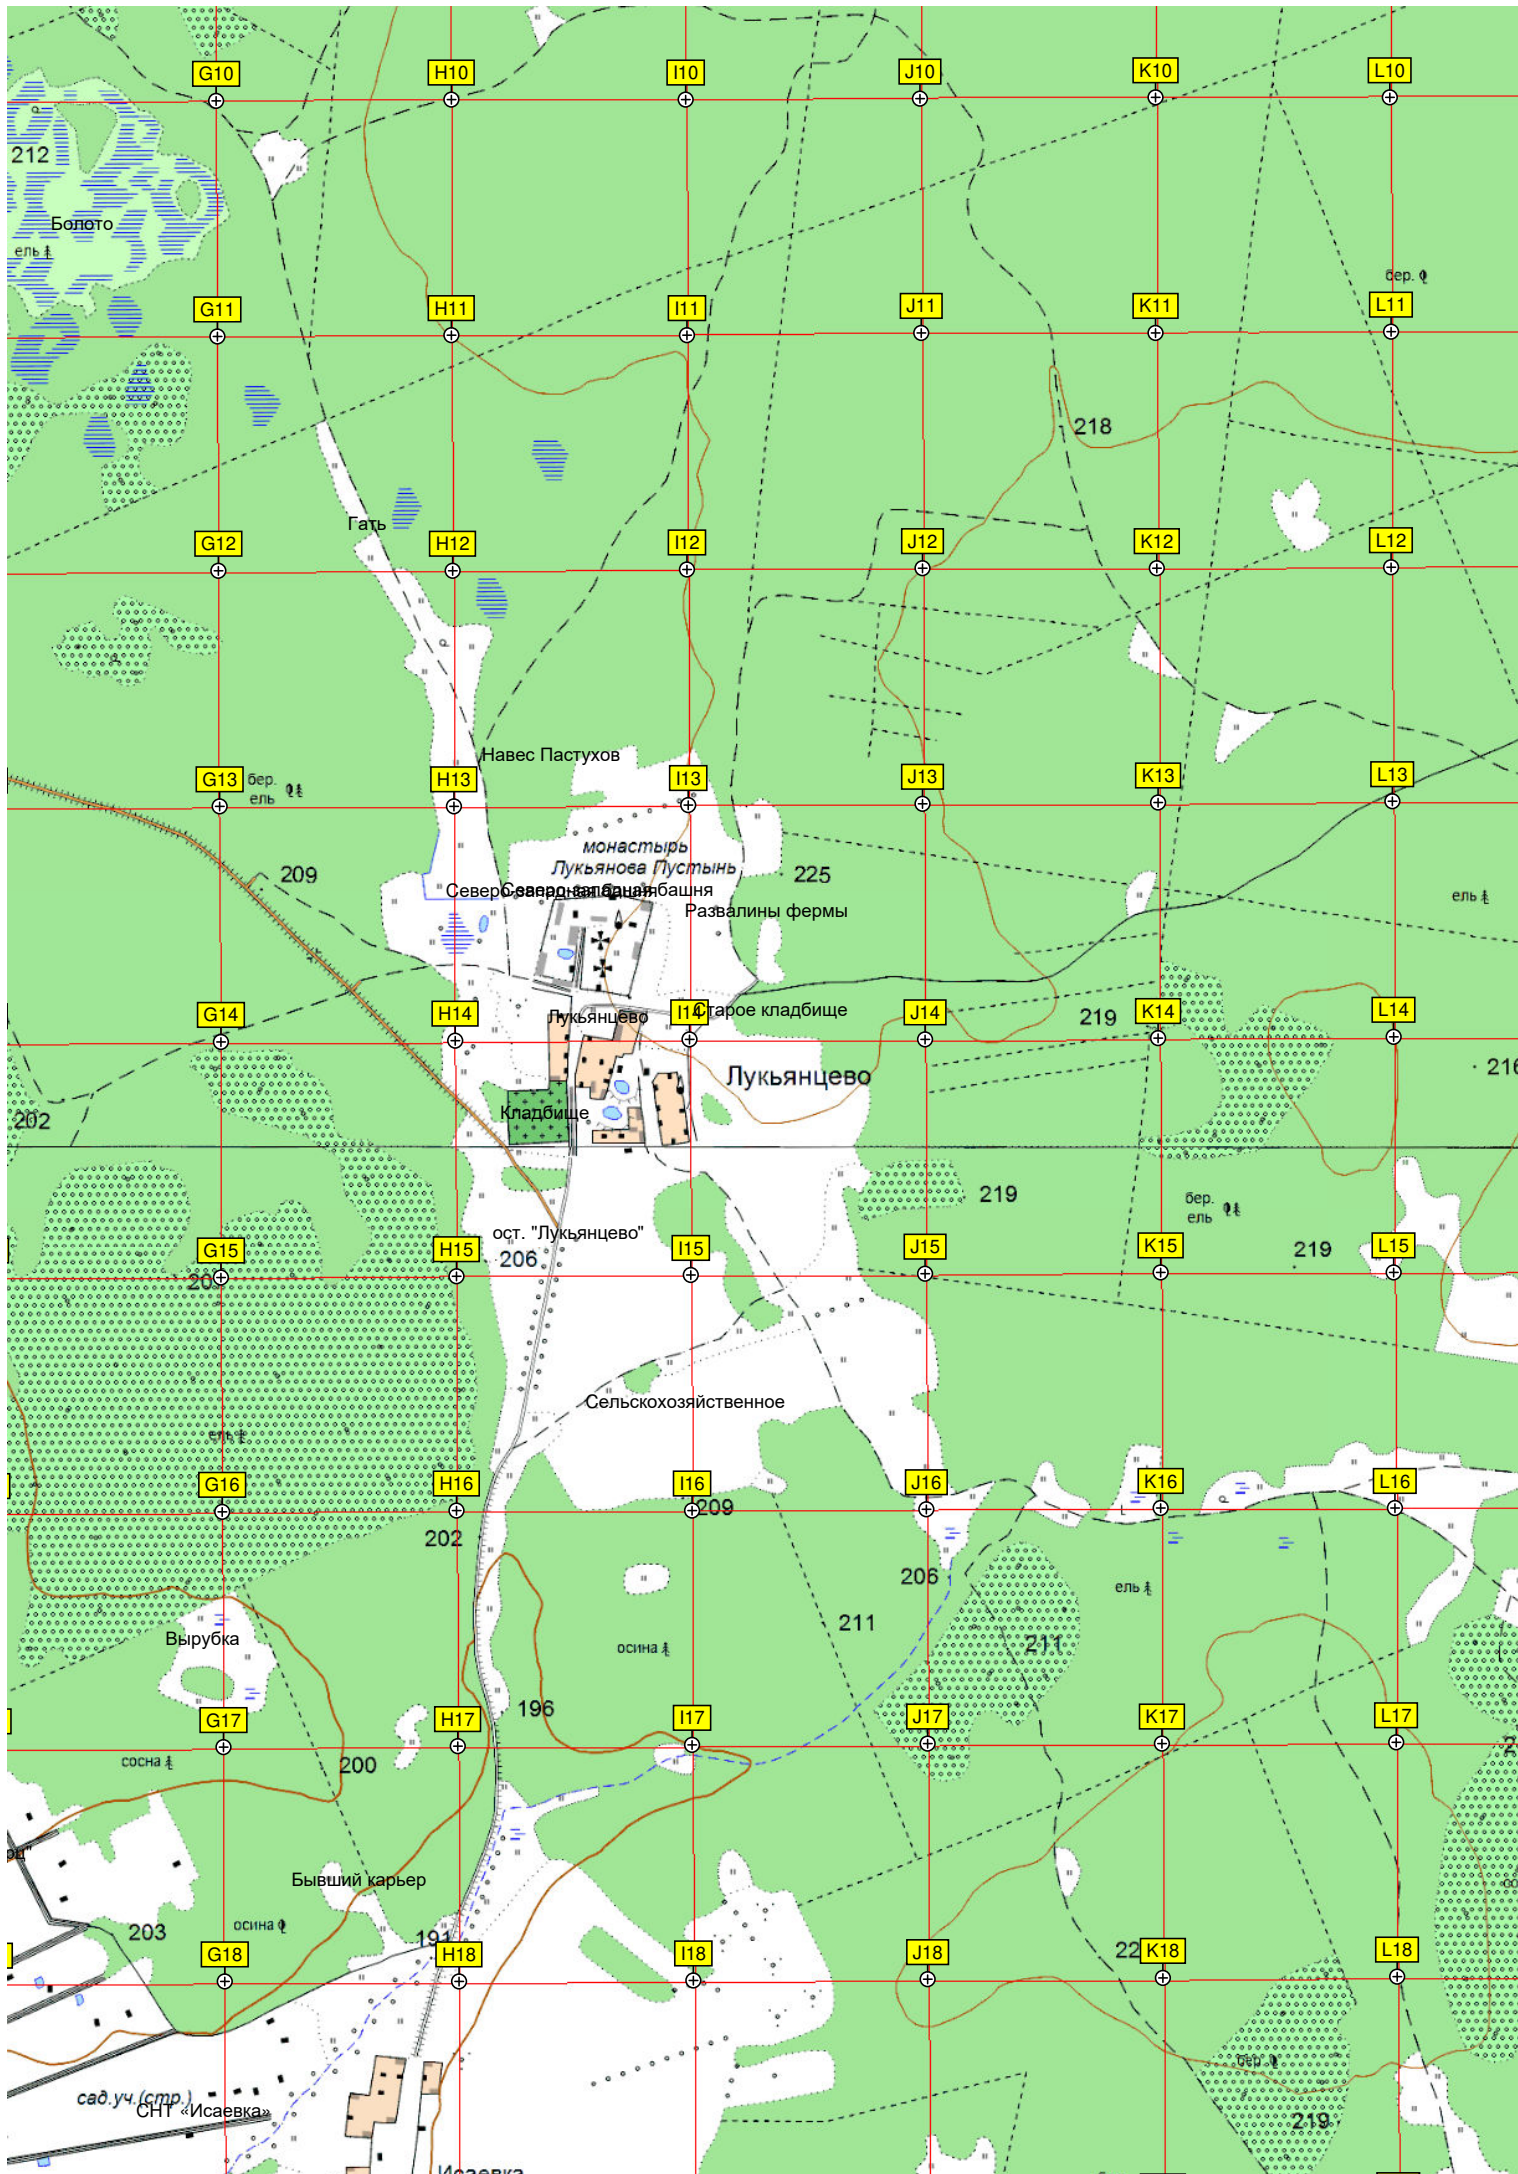 G10 H10 I10 J10 K10 L10
212
Болото
ель
бер.
G11 H11 I11 J11 K11 L11
218
Гать
G12 H12 I12 J12 K12 L12
Навес Пастухов
G13 H13 I13 J13 K13 L13
бер.
ель
монастырь
Лукьянова Пустынь
209
225
Северо-западная башня
ель
Развалины фермы
G14 H14 I14 J14 K14 L14
Лукьянцево
Старое кладбище
219
Лукьянцево
216
202
Кладбище
219
бер.
ель
ост. "Лукьянцево"
G15 H15 I15 J15 K15 L15
206
219
Сельскохозяйственное
ель
G16 H16 I16 J16 K16 L16
209
202
206
ель
211
211
Вырубка
осина
196
G17 H17 I17 J17 K17 L17
сосна
200
Бывший карьер
203
осина
191
G18 H18 I18 J18 K18 L18
бер.
сад.уч.(стр.)
СНТ «Исаевка»
219
Исаевка